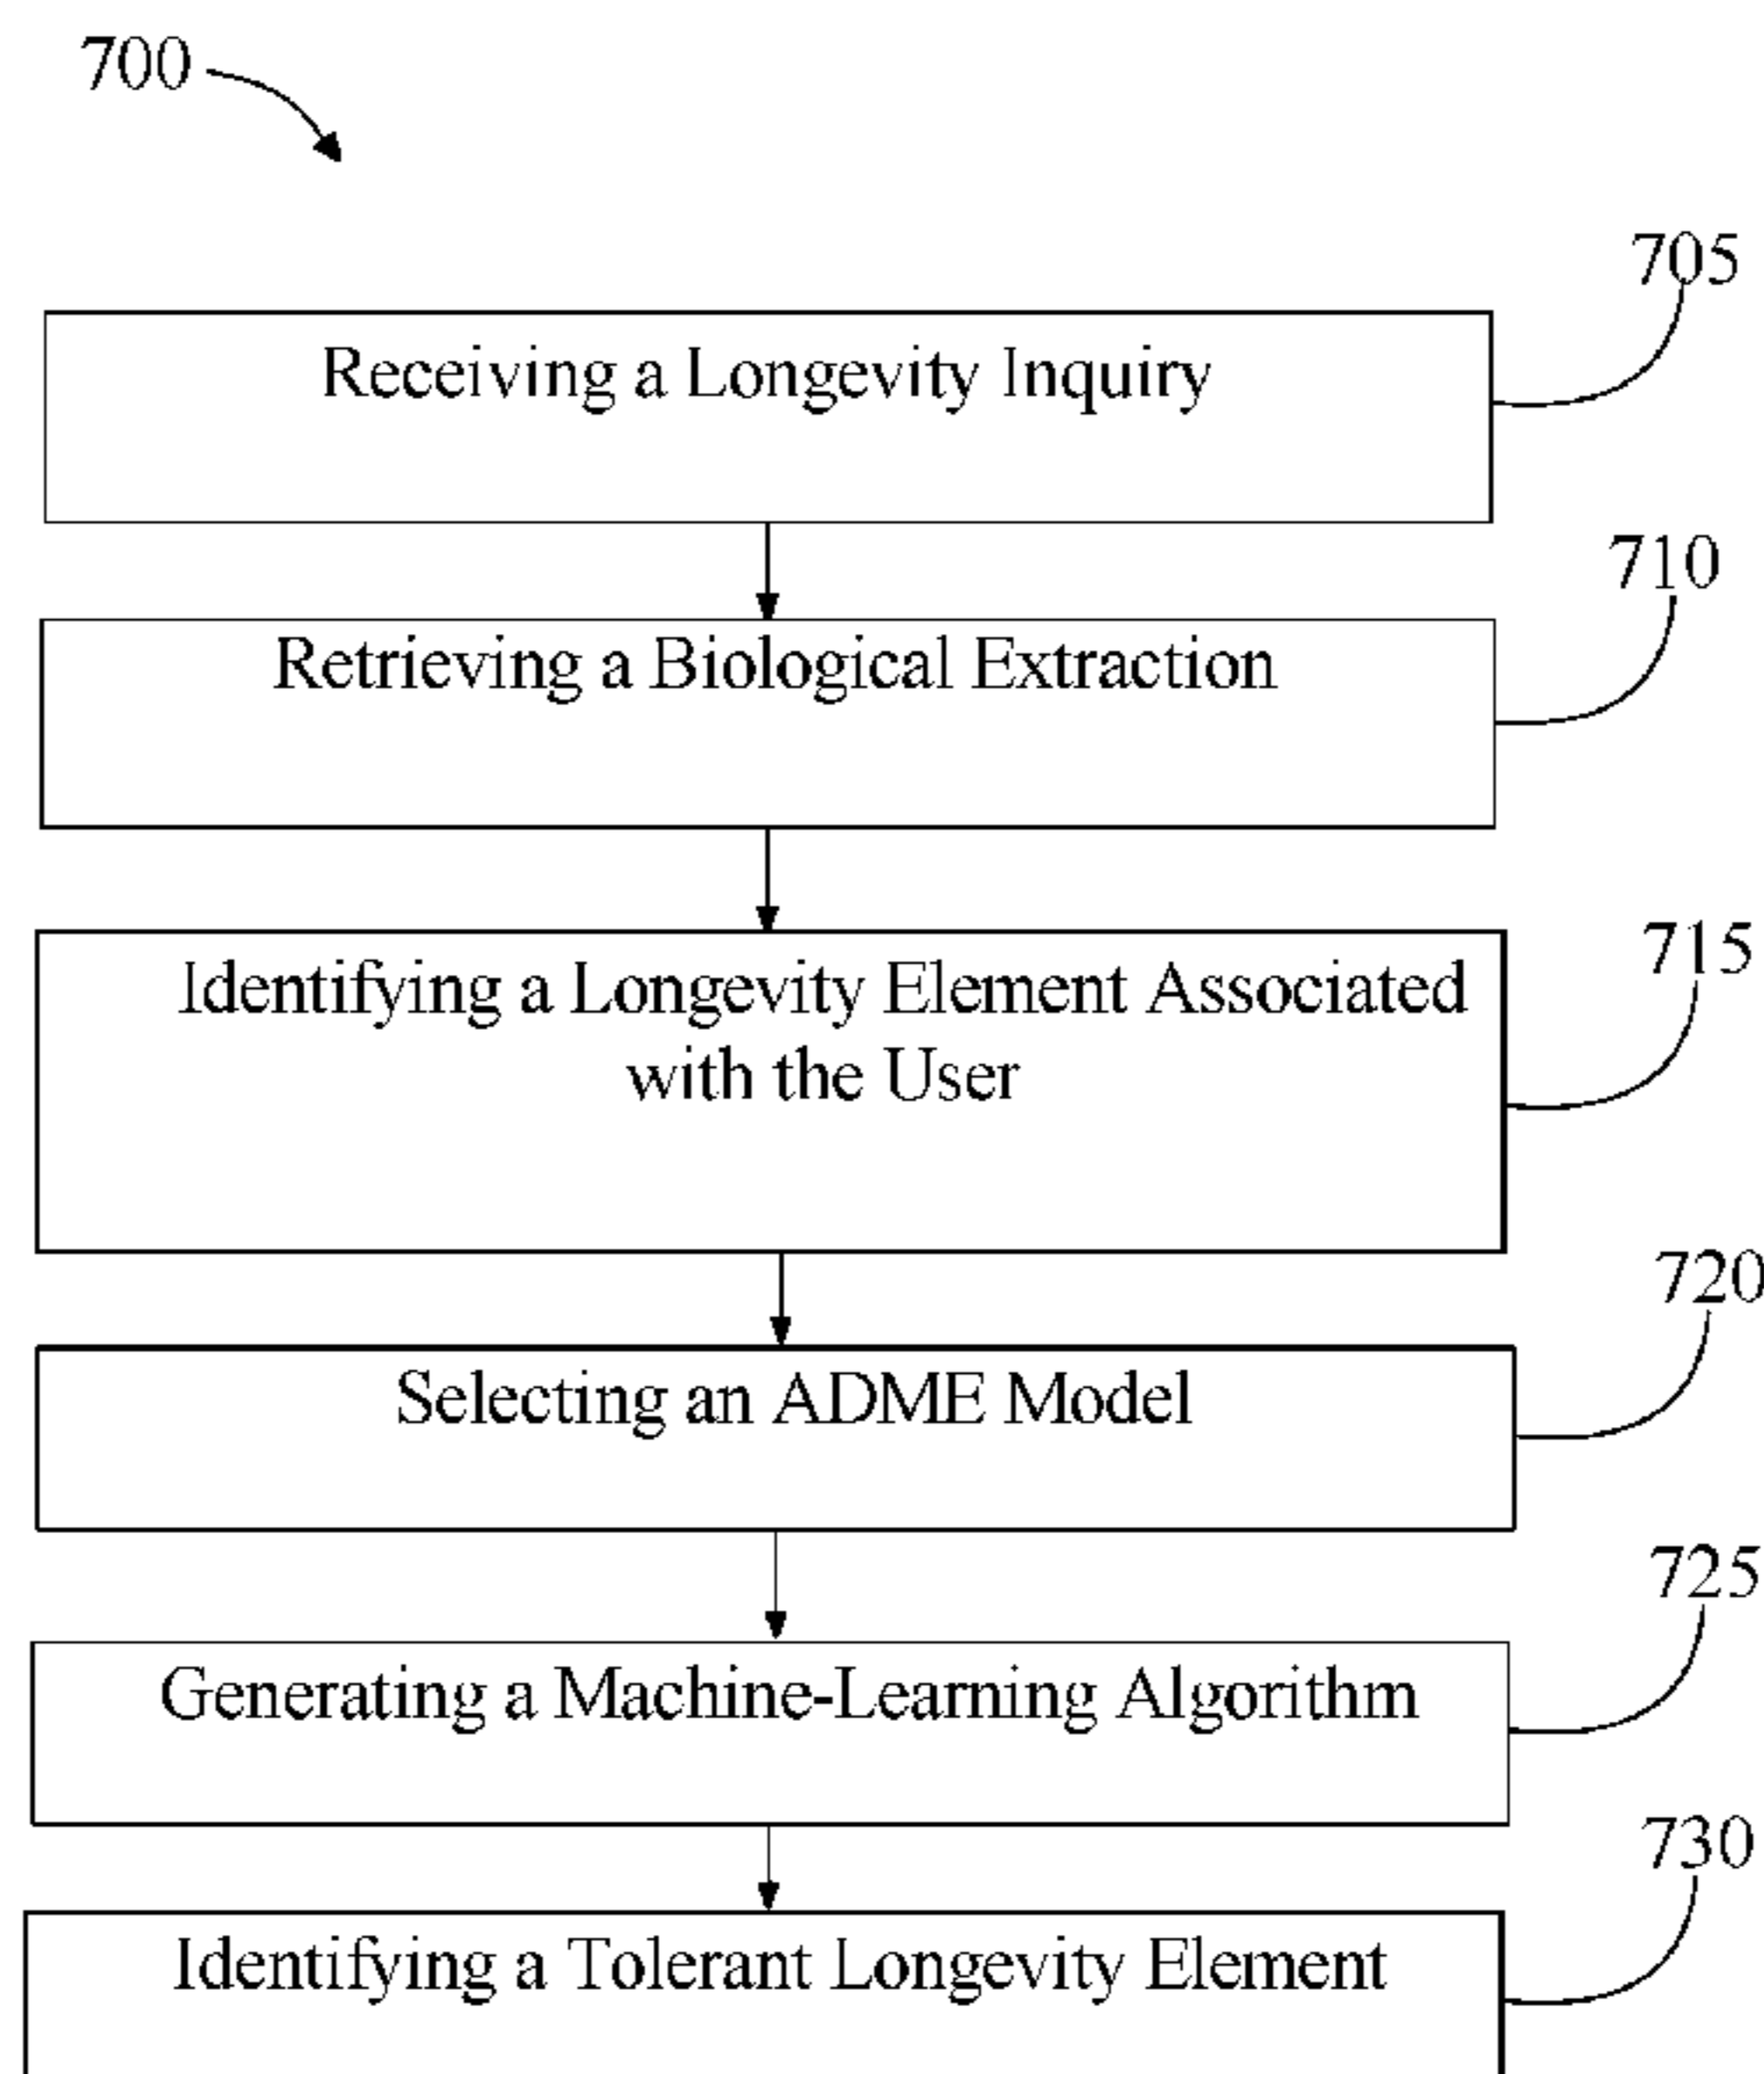 700
705
Receiving a Longevity Inquiry
710
Retrieving a Biological Extraction
715
Identifying a Longevity Element Associated
with the User
720
Selecting an ADME Model
725
Generating a Machine-Learning Algorithm
730
Identifying a Tolerant Longevity Element